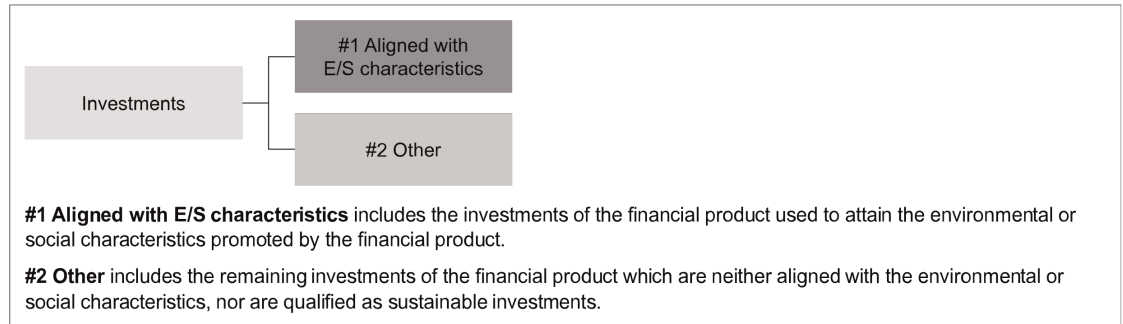 #1 Aligned with
E/S characteristics
Investments
#2 Other
#1 Aligned with E/S characteristics includes the investments of the financial product used to attain the environmental or
social characteristics promoted by the financial product.
#2 Other includes the remaining investments of the financial product which are neither aligned with the environmental or
social characteristics, nor are qualified as sustainable investments.